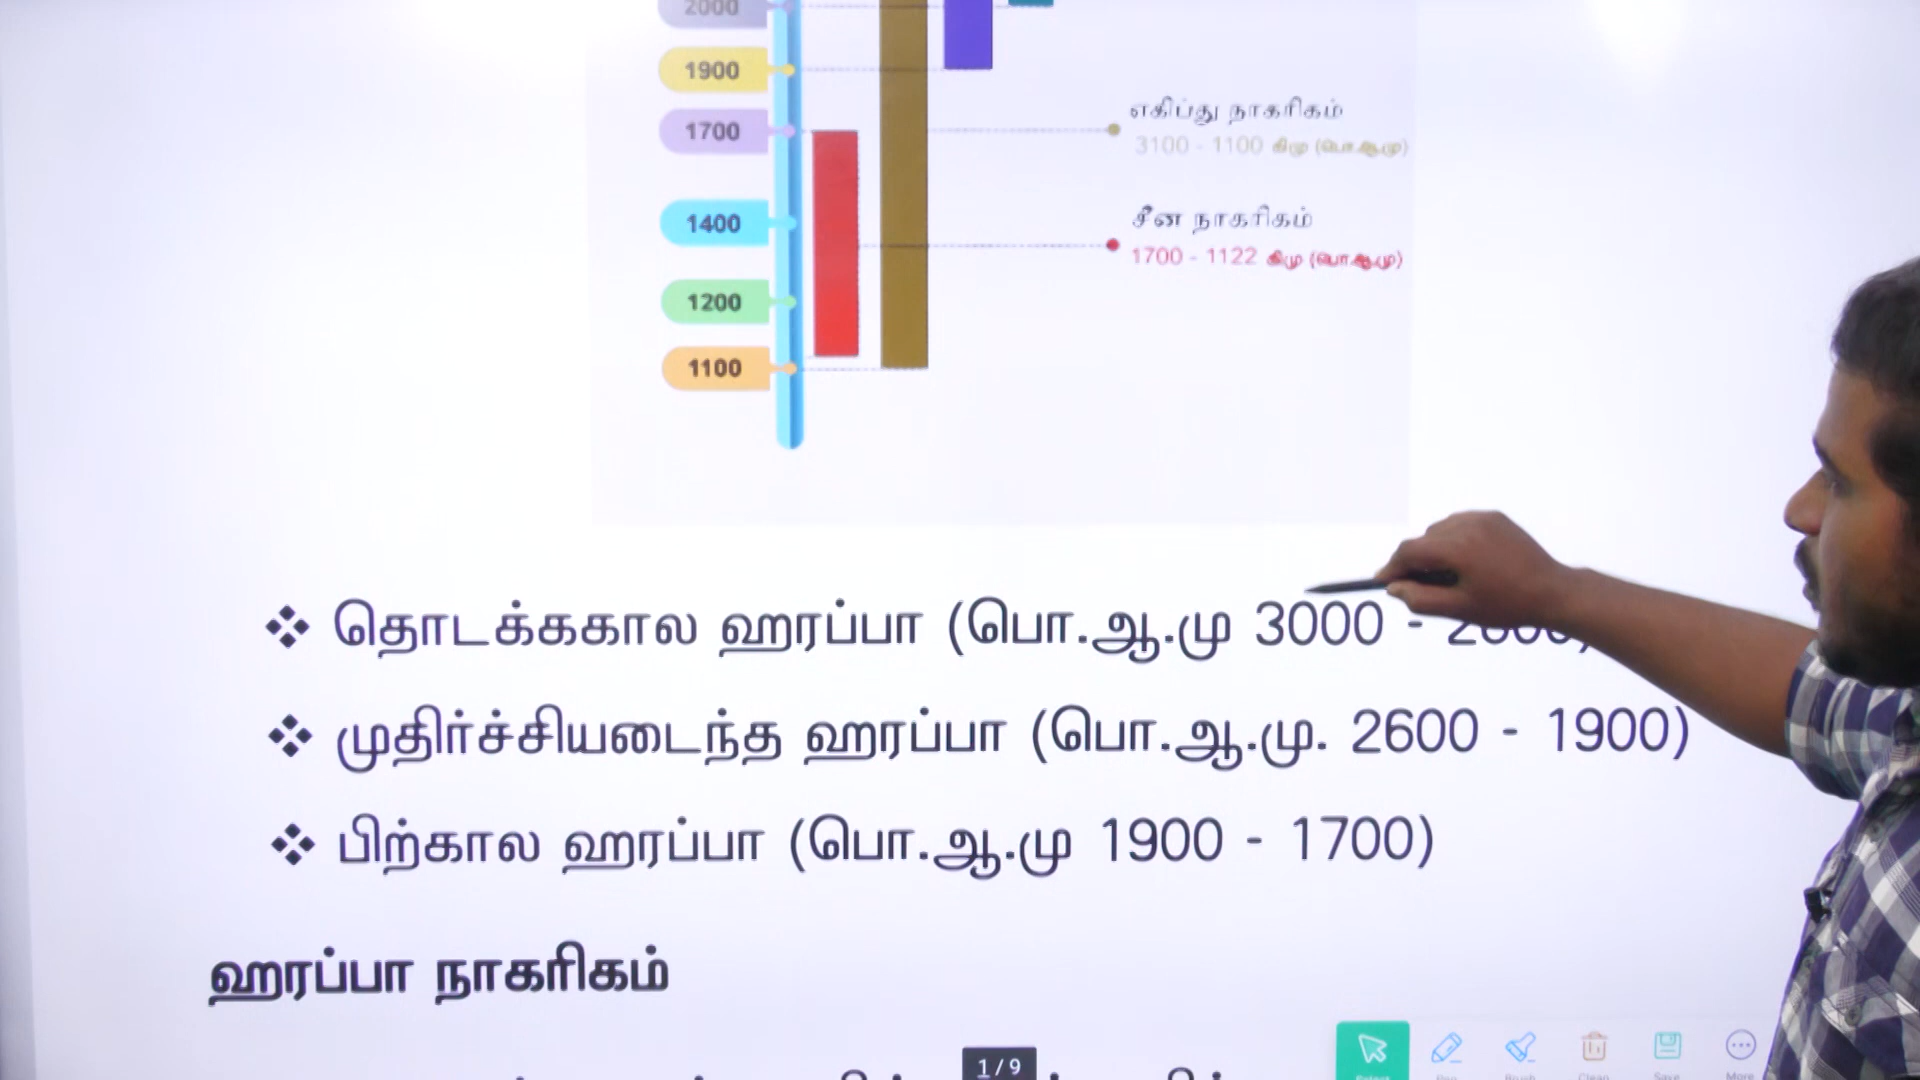 2000
1900
1700
1400
1200
1100
எகிப்து நாகரிகம்
3100 - 1100 கிமு (பொ.ஆ.மு)
சீன நாகரிகம்
1700 - 1122 கிமு (பொ.ஆ.மு)
❖ தொடக்ககால ஹரப்பா (பொ.ஆ.மு 3000 -
❖ முதிர்ச்சியடைந்த ஹரப்பா (பொ.ஆ.மு. 2600 - 1900)
❖ பிற்கால ஹரப்பா (பொ.ஆ.மு 1900 - 1700)
ஹரப்பா நாகரிகம்
1 / 9